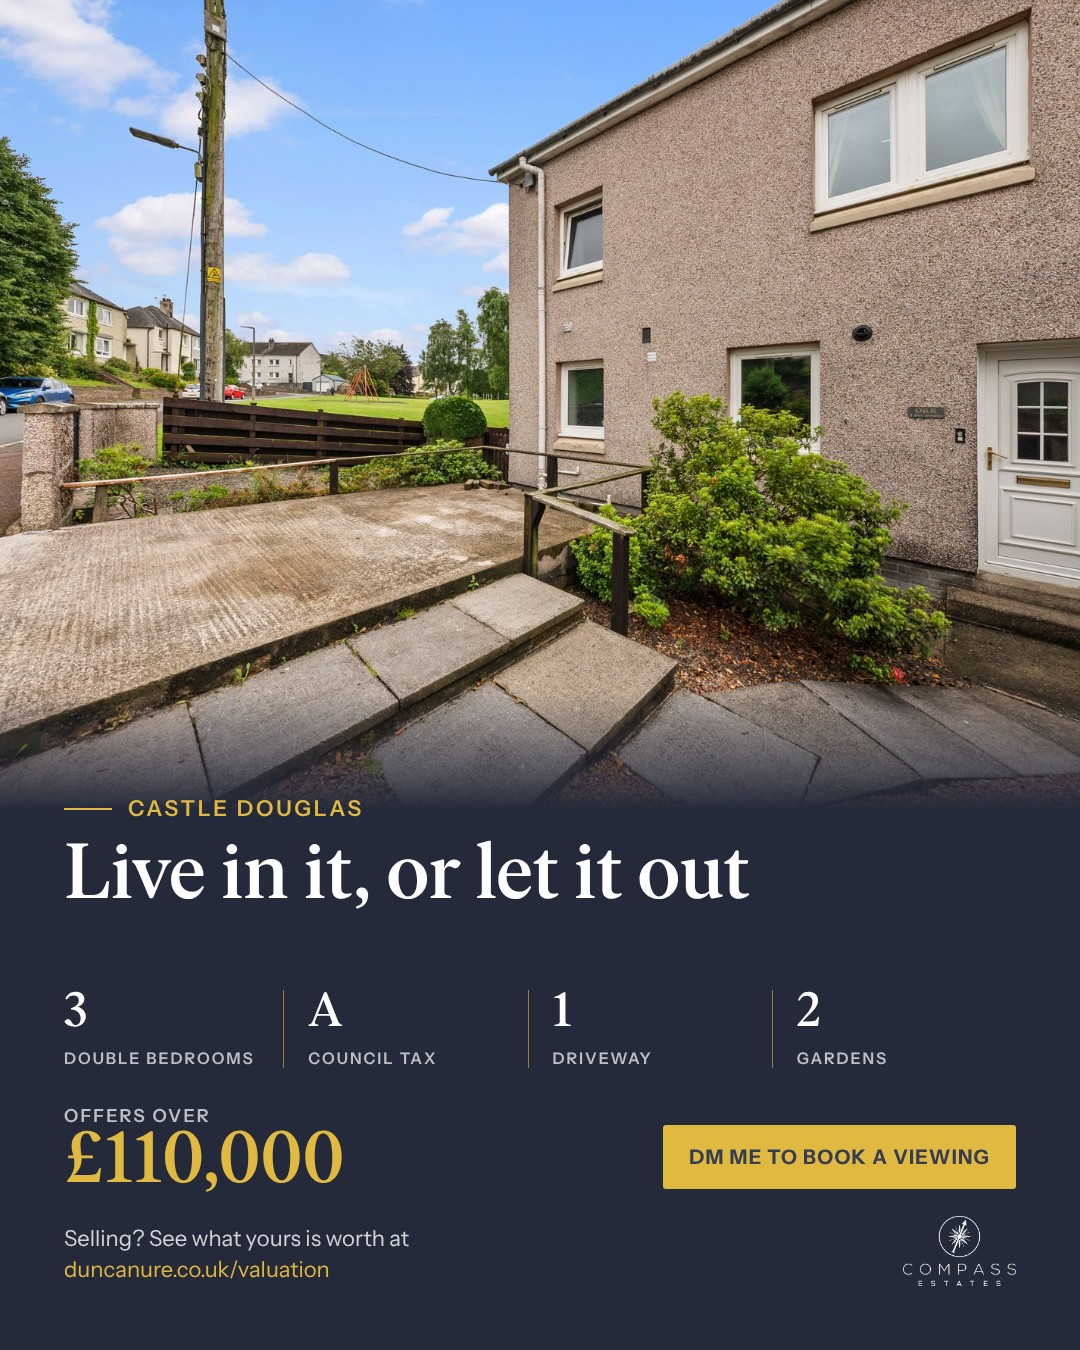 CASTLE DOUGLAS
Live in it, or let it out
3
DOUBLE BEDROOMS
A
COUNCIL TAX
1
DRIVEWAY
2
GARDENS
OFFERS OVER
£110,000
DM ME TO BOOK A VIEWING
Selling? See what yours is worth at
duncanure.co.uk/valuation
COMPASS
ESTATES